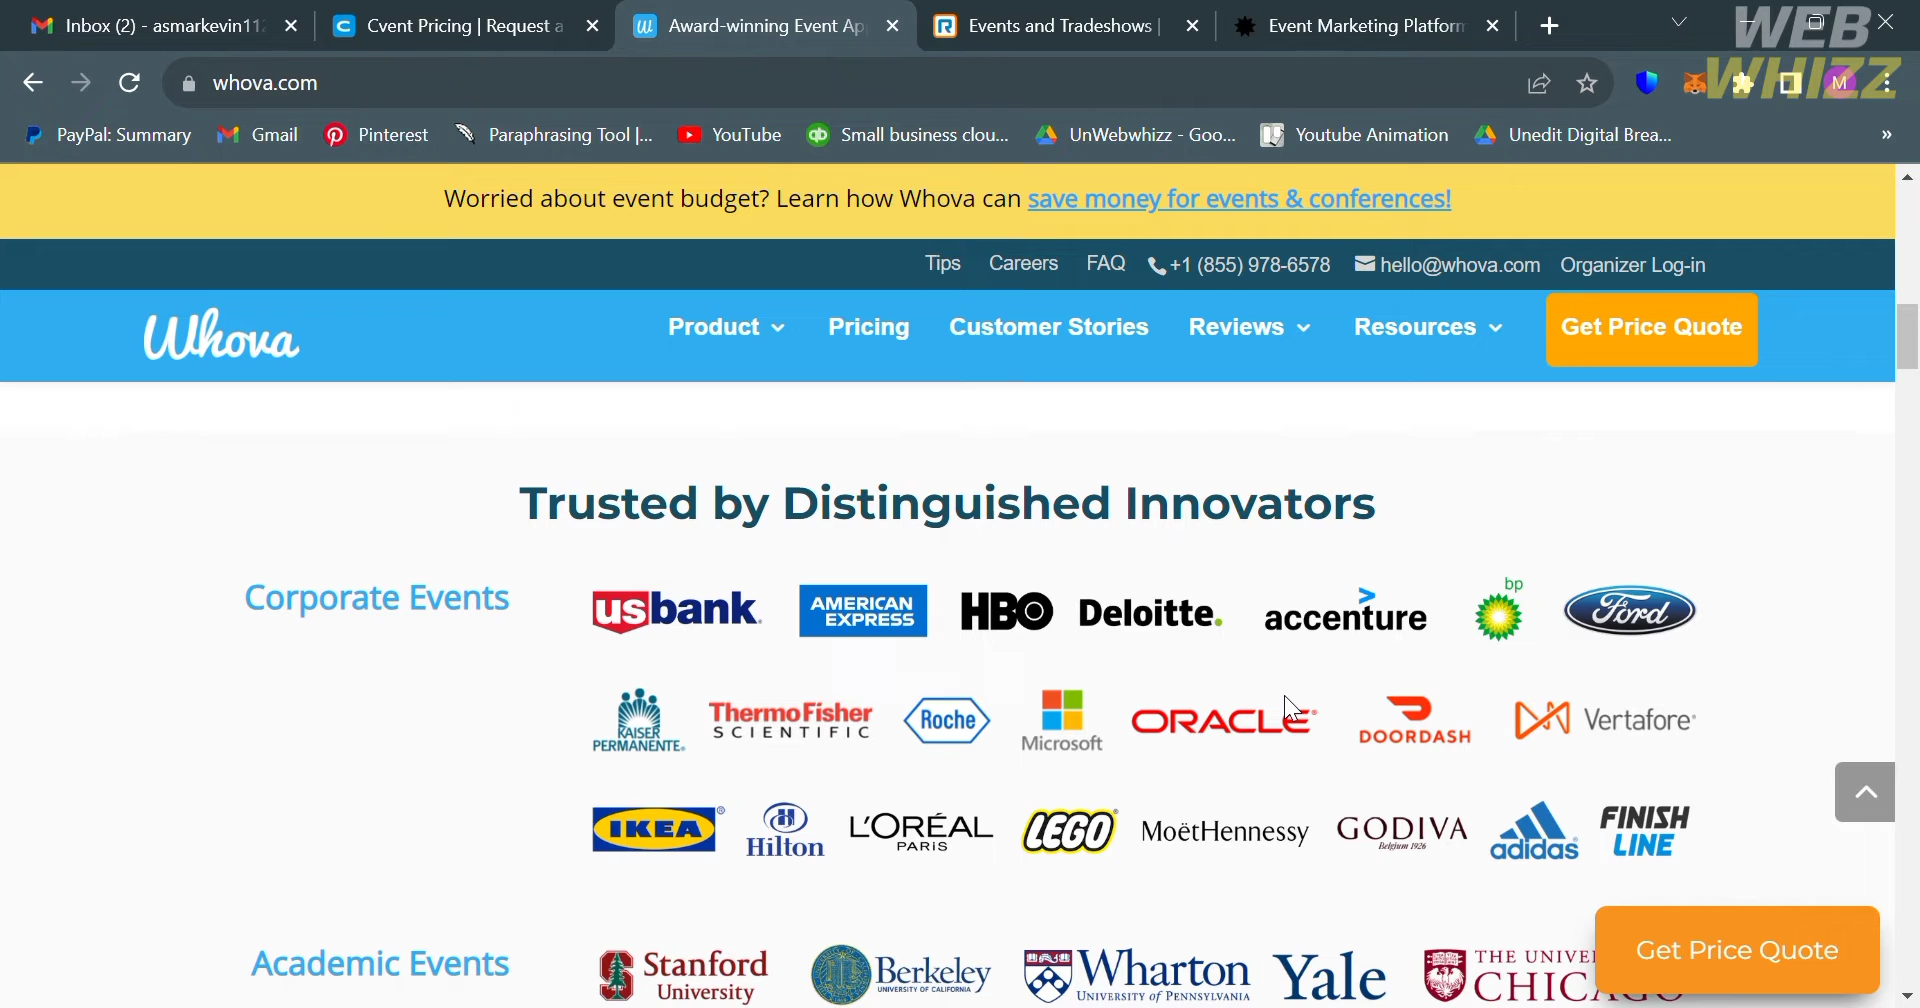 Inbox (2) - asmarkevin11
Cvent Pricing | Request a
Award-winning Event Ap
Events and Tradeshows |
Event Marketing Platform
WEB
WHIZZ
whova.com
M
PayPal: Summary
Gmail
Pinterest
Paraphrasing Tool |...
YouTube
Small business clou...
UnWebwhizz - Goo...
Youtube Animation
Unedit Digital Brea...
»
Worried about event budget? Learn how Whova can save money for events & conferences!
Tips
Careers
FAQ
+1 (855) 978-6578
hello@whova.com
Organizer Log-in
Whova
Product
Pricing
Customer Stories
Reviews
Resources
Get Price Quote
Trusted by Distinguished Innovators
Corporate Events
usbank.
AMERICAN
EXPRESS
HBO
Deloitte.
accenture
bp
Ford
KAISER
PERMANENTE®
ThermoFisher
SCIENTIFIC
Roche
Microsoft
ORACLE®
DOORDASH
Vertafore®
IKEA®
Hilton
L'ORÉAL
PARIS
LEGO
MoëtHennessy
GODIVA
Belgium 1926
adidas
FINISH
LINE
Academic Events
Stanford
University
Berkeley
UNIVERSITY OF CALIFORNIA
Wharton
UNIVERSITY OF PENNSYLVANIA
Yale
THE UNIVE
CHICAGO
Get Price Quote